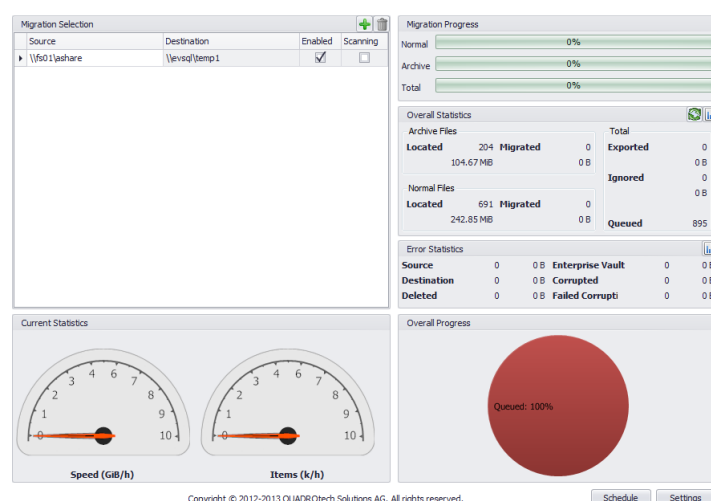 Migration Selection
Source Destination Enabled Scanning
\\fs01\ashare \\evsql\temp1
Migration Progress
Normal 0%
Archive 0%
Total 0%
Overall Statistics
Archive Files Total
Located 204 Migrated 0 Exported 0
104.67 MiB 0 B 0 B
Ignored 0
0 B
Normal Files
Located 691 Migrated 0
242.85 MiB 0 B Queued 895
Error Statistics
Source 0 0 B Enterprise Vault 0 0
Destination 0 0 B Corrupted 0 0
Deleted 0 0 B Failed Corrupti 0 0
Current Statistics
0 1 2 3 4 6 7 8 9 10
Speed (GiB/h)
0 1 2 3 4 6 7 8 9 10
Items (k/h)
Overall Progress
Queued: 100%
Copyright © 2012-2013 QUADROtech Solutions AG. All rights reserved.
Schedule Settings